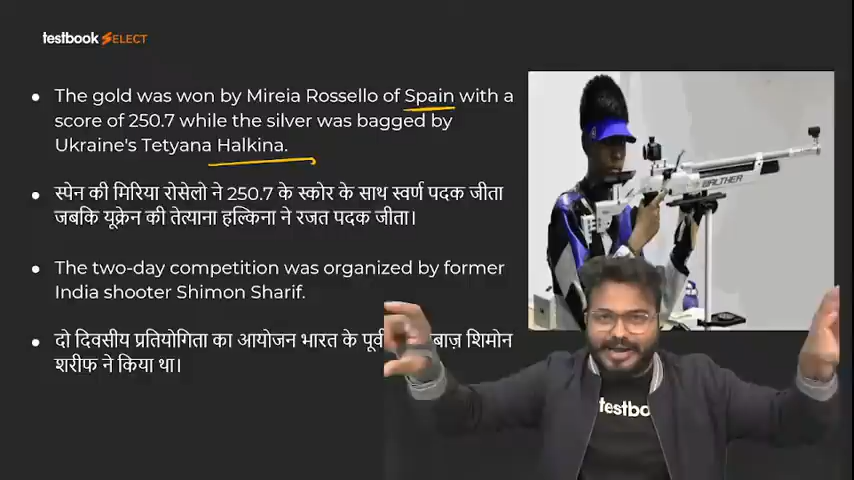 testbook SELECT
The gold was won by Mireia Rossello of Spain with a
score of 250.7 while the silver was bagged by
Ukraine's Tetyana Halkina.
स्पेन की मिरिया रोसेलो ने 250.7 के स्कोर के साथ स्वर्ण पदक जीता
जबकि यूक्रेन की तेत्याना हल्किना ने रजत पदक जीता।
The two-day competition was organized by former
India shooter Shimon Sharif.
दो दिवसीय प्रतियोगिता का आयोजन भारत के शिमोन
शरीफ ने किया था।
WALTHER
testbo